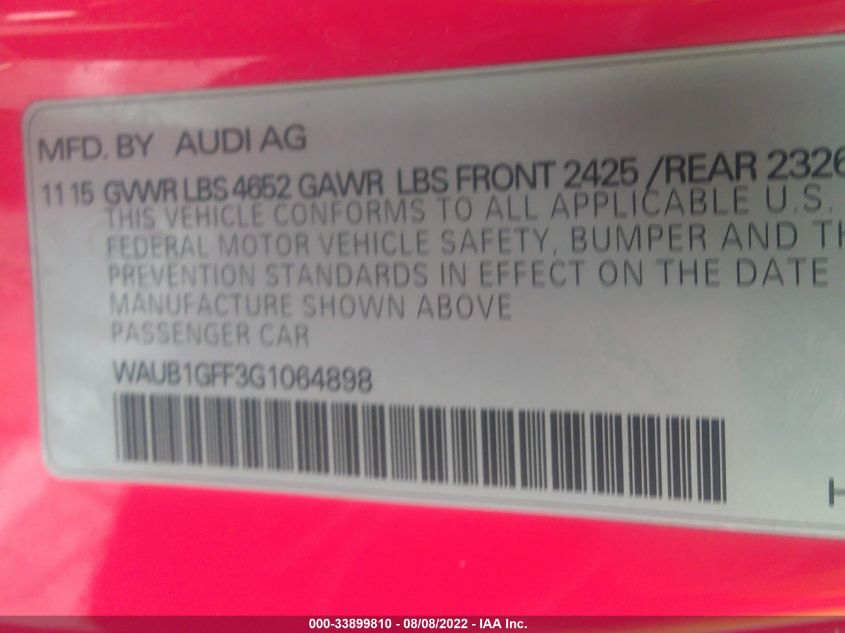 MFD. BY AUDI AG
11 15 GVWR LBS 4652 GAWR LBS FRONT 2425 /REAR 2326
THIS VEHICLE CONFORMS TO ALL APPLICABLE U.S.
FEDERAL MOTOR VEHICLE SAFETY, BUMPER AND TH
PREVENTION STANDARDS IN EFFECT ON THE DATE
MANUFACTURE SHOWN ABOVE
PASSENGER CAR
WAUB1GFF3G1064898
H
000-33899810 - 08/08/2022 - IAA Inc.